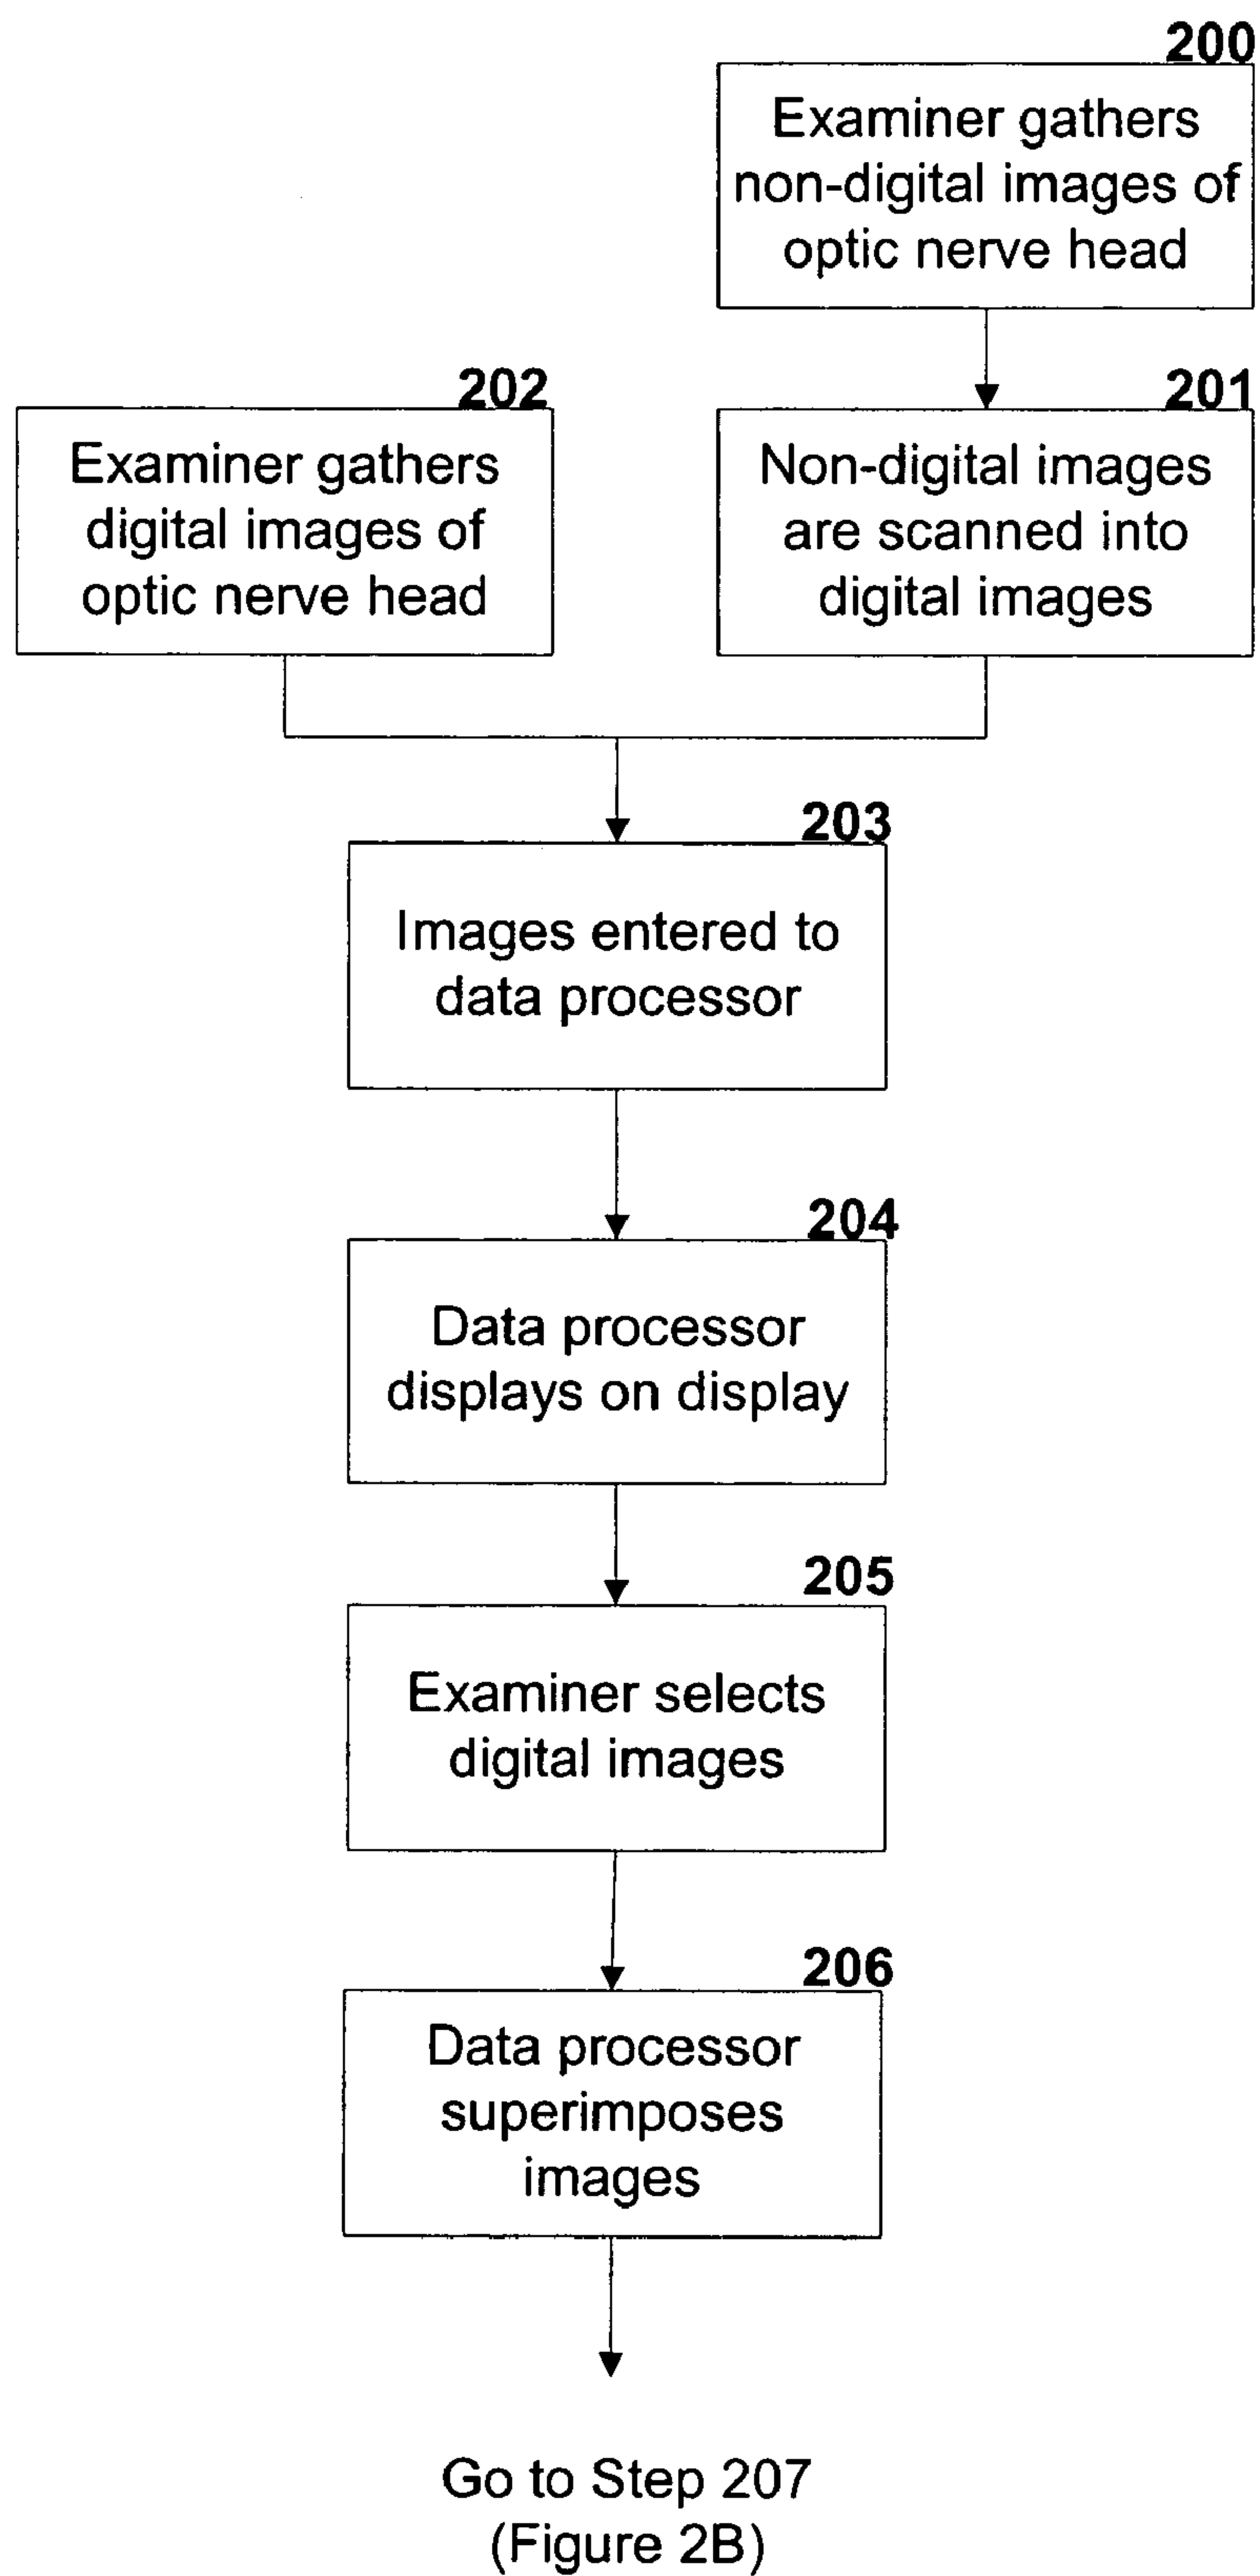 200
Examiner gathers
non-digital images of
optic nerve head
202
Examiner gathers
digital images of
optic nerve head
201
Non-digital images
are scanned into
digital images
203
Images entered to
data processor
204
Data processor
displays on display
205
Examiner selects
digital images
206
Data processor
superimposes
images
Go to Step 207
(Figure 2B)